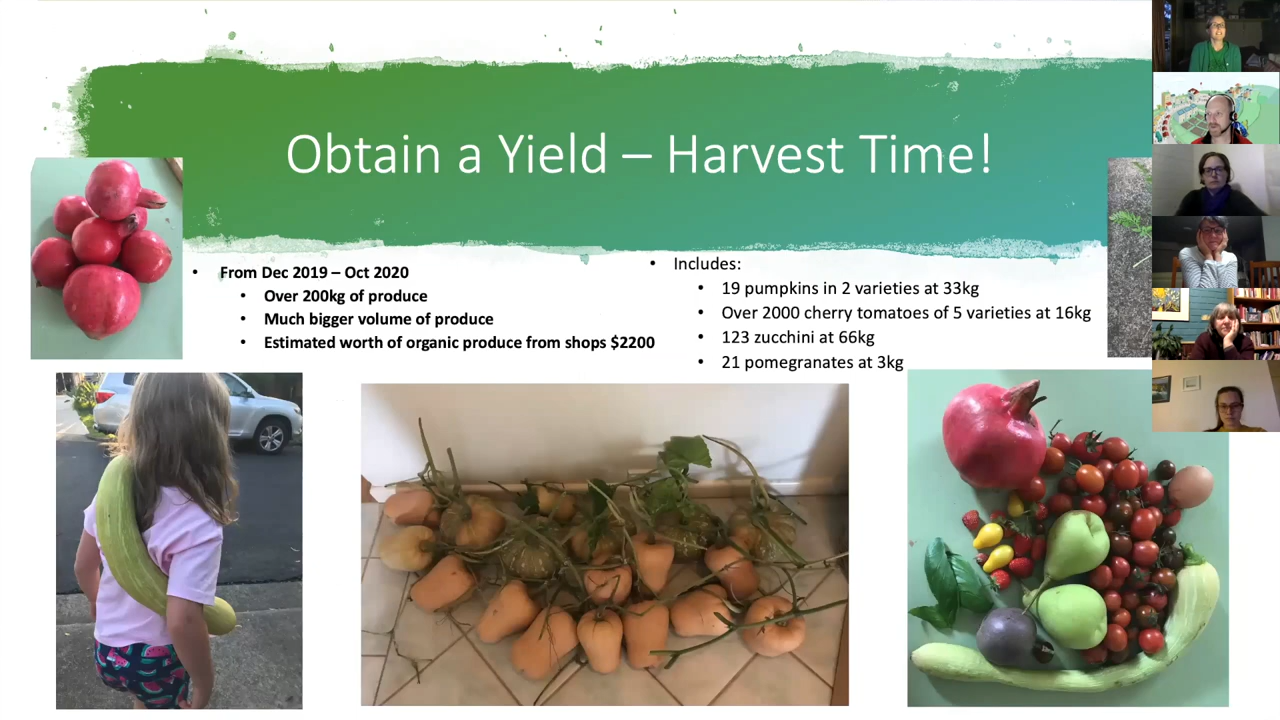 Obtain a Yield – Harvest Time!
• From Dec 2019 – Oct 2020
• Over 200kg of produce
• Much bigger volume of produce
• Estimated worth of organic produce from shops $2200
• Includes:
• 19 pumpkins in 2 varieties at 33kg
• Over 2000 cherry tomatoes of 5 varieties at 16kg
• 123 zucchini at 66kg
• 21 pomegranates at 3kg